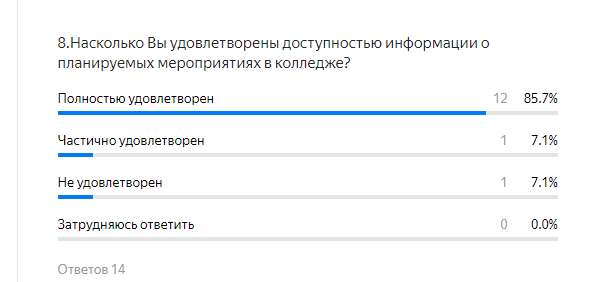 8.Насколько Вы удовлетворены доступностью информации о
планируемых мероприятиях в колледже?
Полностью удовлетворен 12 85.7%
Частично удовлетворен 1 7.1%
Не удовлетворен 1 7.1%
Затрудняюсь ответить 0 0.0%
Ответов 14